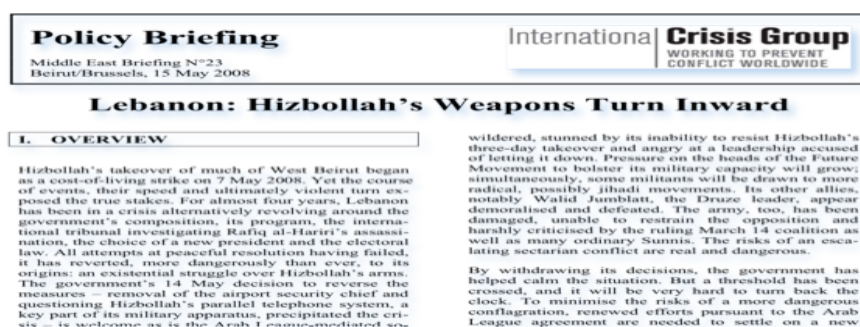 Policy Briefing
Middle East Briefing N°23
Beirut/Brussels, 15 May 2008
International Crisis Group
WORKING TO PREVENT
CONFLICT WORLDWIDE
Lebanon: Hizbollah's Weapons Turn Inward
I. OVERVIEW
Hizbollah's takeover of much of West Beirut began
as a cost-of-living strike on 7 May 2008. Yet the course
of events, their speed and ultimately violent turn ex-
posed the true stakes. For almost four years, Lebanon
has been in a crisis alternatively revolving around the
government's composition, its program, the interna-
tional tribunal investigating Rafiq al-Hariri's assassi-
nation, the choice of a new president and the electoral
law. All attempts at peaceful resolution having failed,
it has reverted, more dangerously than ever, to its
origins: an existential struggle over Hizbollah's arms.
The government's 14 May decision to reverse the
measures – removal of the airport security chief and
questioning Hizbollah's parallel telephone system, a
key part of its military apparatus, precipitated the cri-
sis – is welcome as is the Arab League-mediated so-
wildered, stunned by its inability to resist Hizbollah's
three-day takeover and angry at a leadership accused
of letting it down. Pressure on the heads of the Future
Movement to bolster its military capacity will grow;
simultaneously, some militants will be drawn to more
radical, possibly jihadi movements. Its other allies,
notably Walid Jumblatt, the Druze leader, appear
demoralised and defeated. The army, too, has been
damaged, unable to restrain the opposition and
harshly criticised by the ruling March 14 coalition as
well as many ordinary Sunnis. The risks of an esca-
lating sectarian conflict are real and dangerous.
By withdrawing its decisions, the government has
helped calm the situation. But a threshold has been
crossed, and it will be very hard to turn back the
clock. To minimise the risks of a more dangerous
conflagration, renewed efforts pursuant to the Arab
League agreement are needed to settle on a new